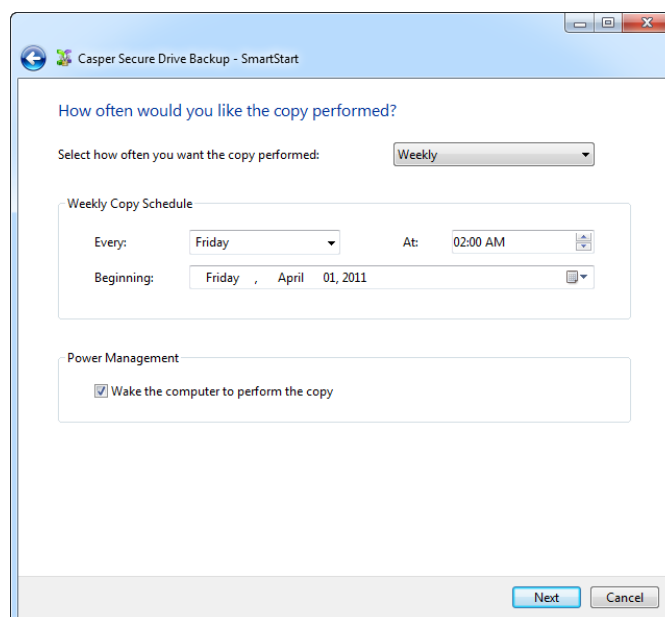 Casper Secure Drive Backup - SmartStart
How often would you like the copy performed?
Select how often you want the copy performed: Weekly
Weekly Copy Schedule
Every: Friday At: 02:00 AM
Beginning: Friday , April 01, 2011
Power Management
Wake the computer to perform the copy
Next Cancel